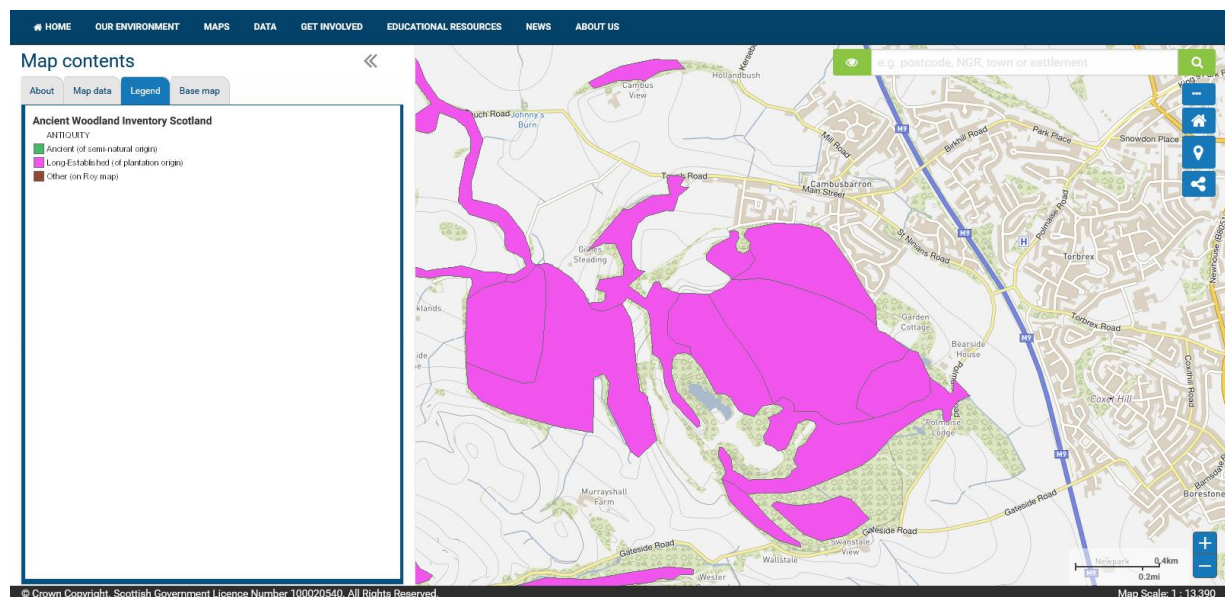 HOME OUR ENVIRONMENT MAPS DATA GET INVOLVED EDUCATIONAL RESOURCES NEWS ABOUT US
Map contents
About Map data Legend Base map
Ancient Woodland Inventory Scotland
ANTIQUITY
Ancient (of semi-natural origin)
Long-Established (of plantation origin)
Other (on Roy map)
e.g. postcode, NGR, town or settlement
Hollandbush
Cambus
View
Johnny's
Burn
M9
Birkhill Road
Park Place
Snowdon Place
Mill Road
Touch Road
Cambusbarron
Main Street
Polmaise Road
St Ninians Road
M9
H
Torbrex
Gillies
Steading
Garden
Cottage
Torbrex Road
M9
Bearside
House
Coxithill Road
Coxet Hill
Polmaise
Lodge
M9
Murrayshall
Farm
Gateside Road
Borestone
Gateside Road
Swanstale
View
Gateside Road
Wallstale
Wester
Newpark
0.4km
0.2mi
M9
© Crown Copyright. Scottish Government Licence Number 100020540. All Rights Reserved.
Map Scale: 1 : 13,390